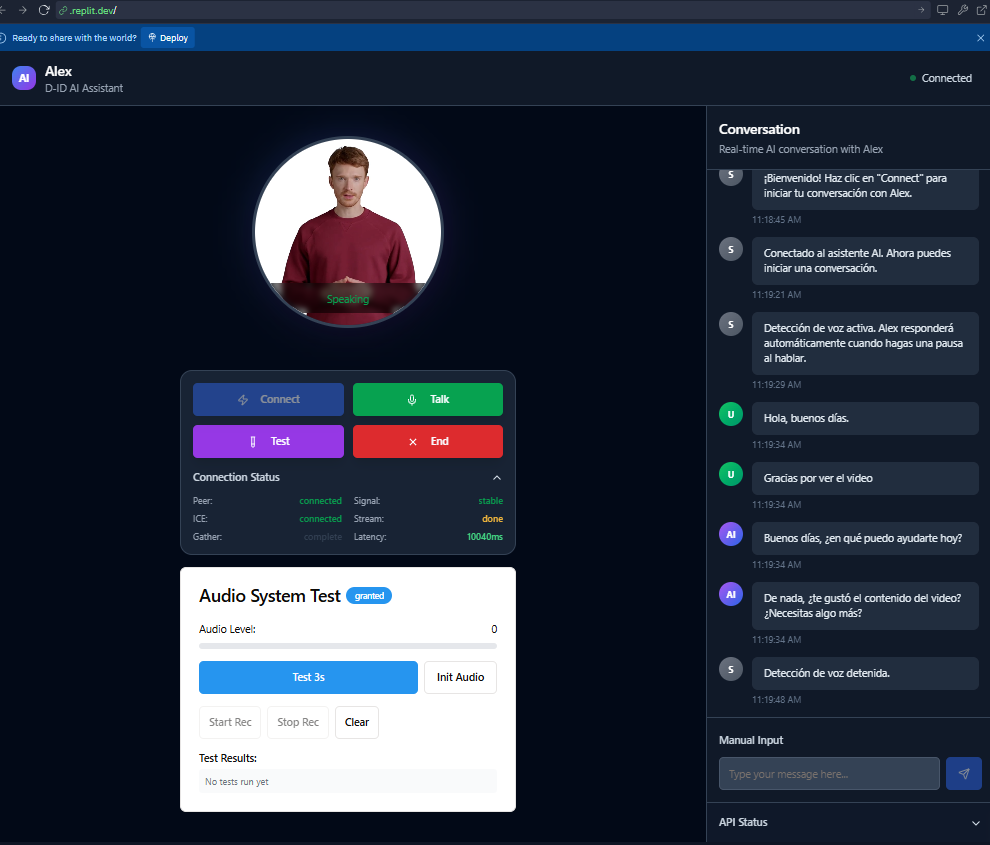 .replit.dev/
Ready to share with the world?
Deploy
AI
Alex
D-ID AI Assistant
Connected
Speaking
Connect
Talk
Test
End
Connection Status
Peer: connected Signal: stable
ICE: connected Stream: done
Gather: complete Latency: 10040ms
Audio System Test granted
Audio Level: 0
Test 3s
Init Audio
Start Rec
Stop Rec
Clear
Test Results:
No tests run yet
Conversation
Real-time AI conversation with Alex
S
¡Bienvenido! Haz clic en "Connect" para
iniciar tu conversación con Alex.
11:18:45 AM
S
Conectado al asistente AI. Ahora puedes
iniciar una conversación.
11:19:21 AM
S
Detección de voz activa. Alex responderá
automáticamente cuando hagas una pausa
al hablar.
11:19:29 AM
U
Hola, buenos días.
11:19:34 AM
U
Gracias por ver el video
11:19:34 AM
AI
Buenos días, ¿en qué puedo ayudarte hoy?
11:19:34 AM
AI
De nada, ¿te gustó el contenido del video?
¿Necesitas algo más?
11:19:34 AM
S
Detección de voz detenida.
11:19:48 AM
Manual Input
Type your message here...
API Status